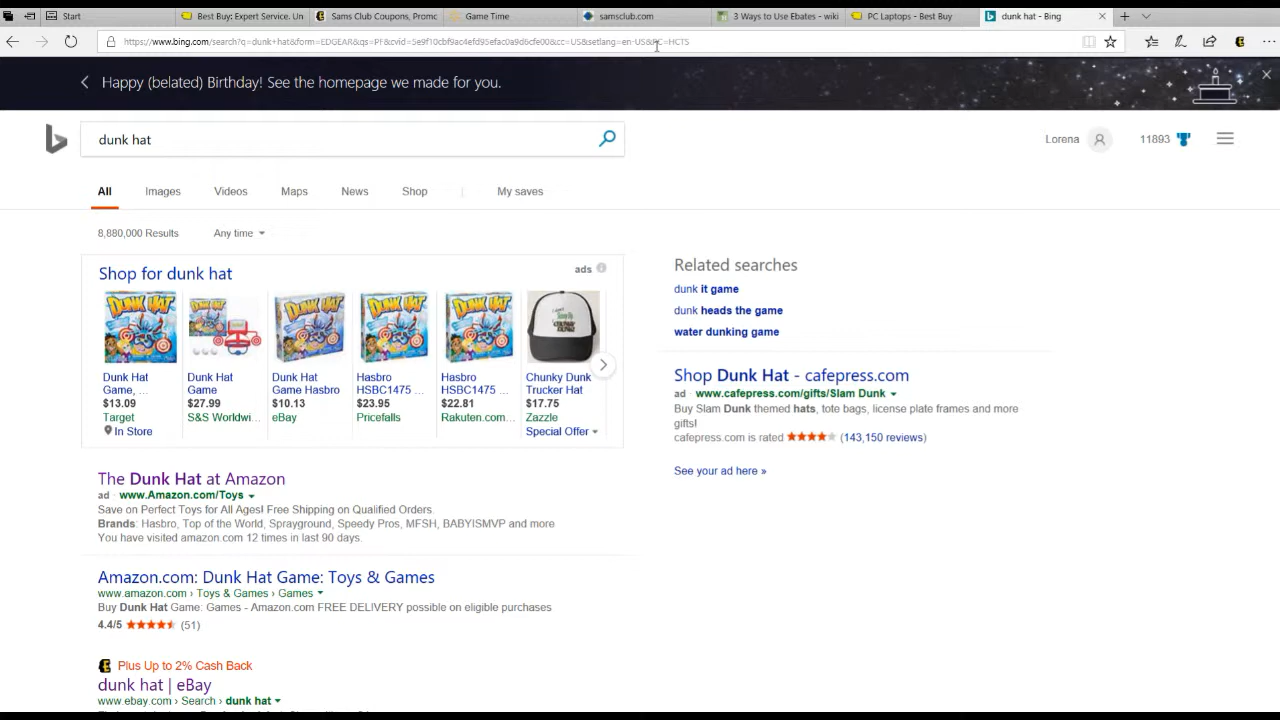 Start
Best Buy: Expert Service. Un
Sams Club Coupons, Promc
Game Time
samsclub.com
3 Ways to Use Ebates - wiki
PC Laptops - Best Buy
dunk hat - Bing
Happy (belated) Birthday! See the homepage we made for you.
dunk hat
Lorena
11893
All
Images
Videos
Maps
News
Shop
My saves
8,880,000 Results
Any time
Shop for dunk hat
ads
DUNK HAT
DUNK HAT
DUNK HAT
DUNK HAT
Dunk Hat Game, ...
$13.09
Target
In Store
Dunk Hat Game
$27.99
S&S Worldwi...
Dunk Hat Game Hasbro
$10.13
eBay
Hasbro HSBC1475 ...
$23.95
Pricefalls
Hasbro HSBC1475 ...
$22.81
Rakuten.com...
Chunky Dunk Trucker Hat
$17.75
Zazzle
Special Offer
The Dunk Hat at Amazon
ad · www.Amazon.com/Toys
Save on Perfect Toys for All Ages! Free Shipping on Qualified Orders.
Brands: Hasbro, Top of the World, Sprayground, Speedy Pros, MFSH, BABYISMVP and more
You have visited amazon.com 12 times in last 90 days.
Amazon.com: Dunk Hat Game: Toys & Games
www.amazon.com › Toys & Games › Games
Buy Dunk Hat Game: Games - Amazon.com FREE DELIVERY possible on eligible purchases
4.4/5 (51)
Plus Up to 2% Cash Back
dunk hat | eBay
www.ebay.com › Search › dunk hat
Related searches
dunk it game
dunk heads the game
water dunking game
Shop Dunk Hat - cafepress.com
ad · www.cafepress.com/gifts/Slam Dunk
Buy Slam Dunk themed hats, tote bags, license plate frames and more
gifts!
cafepress.com is rated (143,150 reviews)
See your ad here »